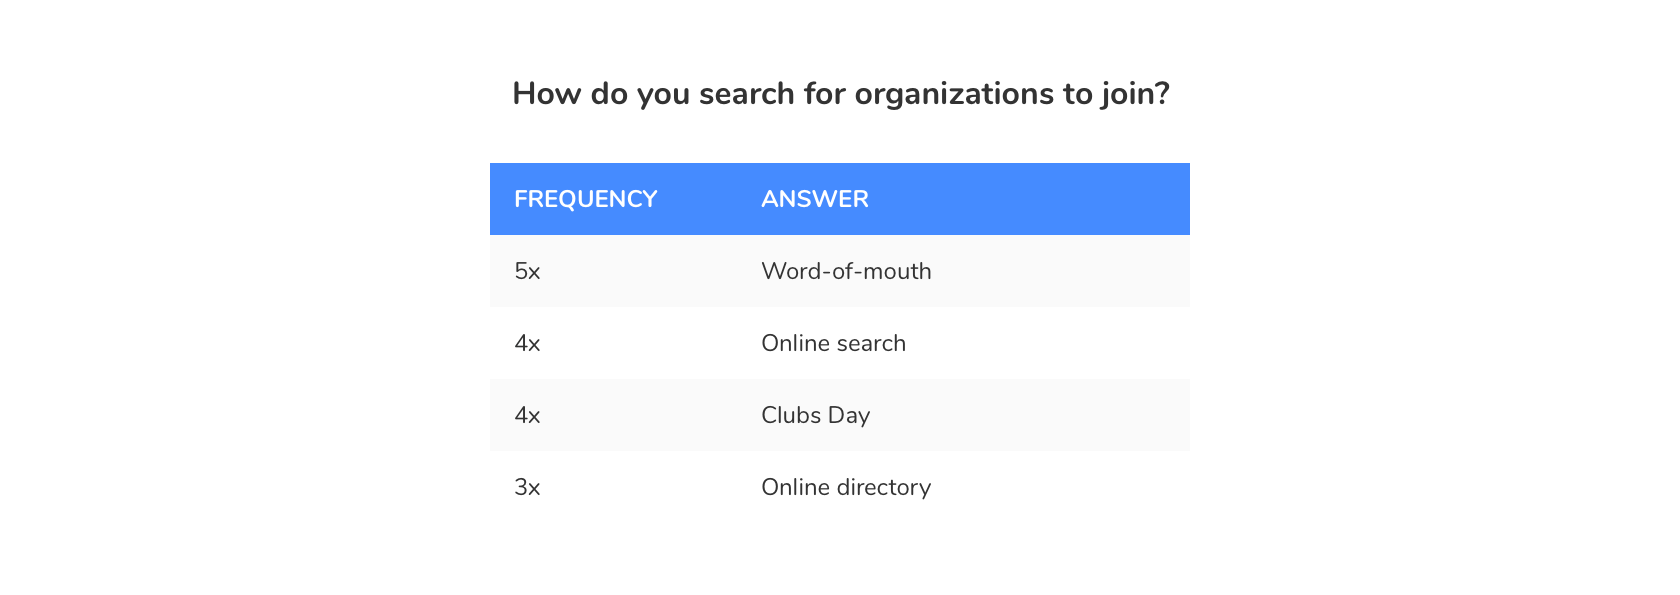 How do you search for organizations to join?
FREQUENCY ANSWER
5x Word-of-mouth
4x Online search
4x Clubs Day
3x Online directory